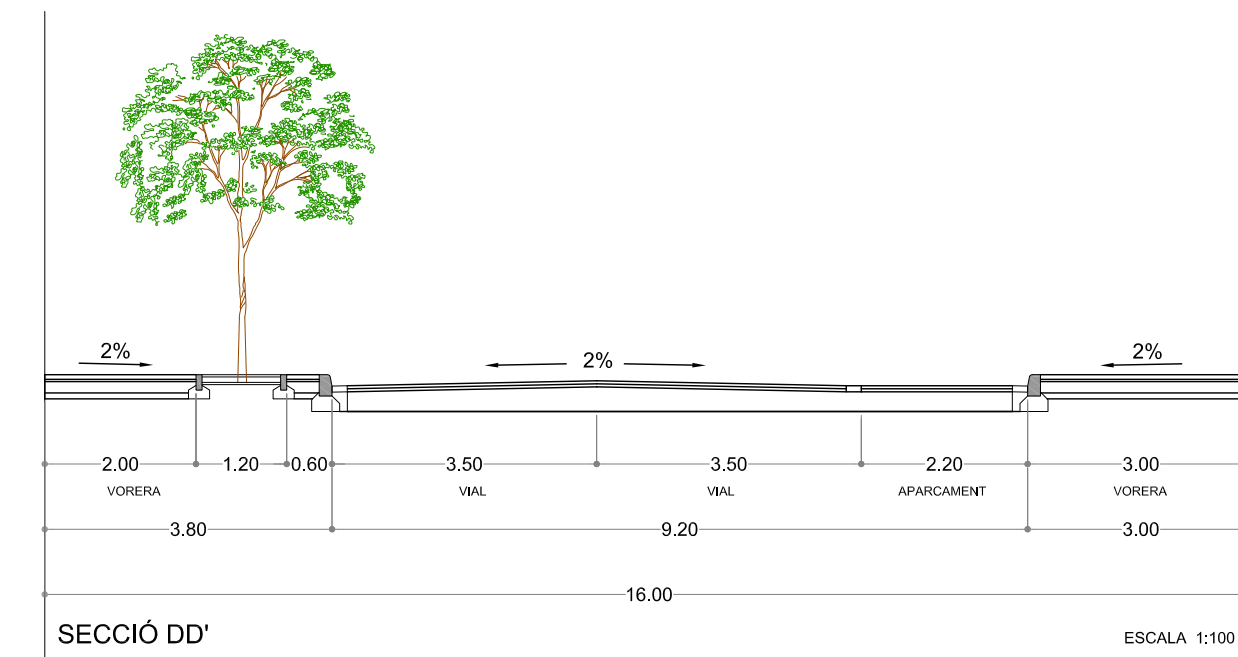 2% 2% 2%
2.00 1.20 0.60 3.50 3.50 2.20 3.00
VORERA VIAL VIAL APARCAMENT VORERA
3.80 9.20 3.00
16.00
SECCIÓ DD' ESCALA 1:100